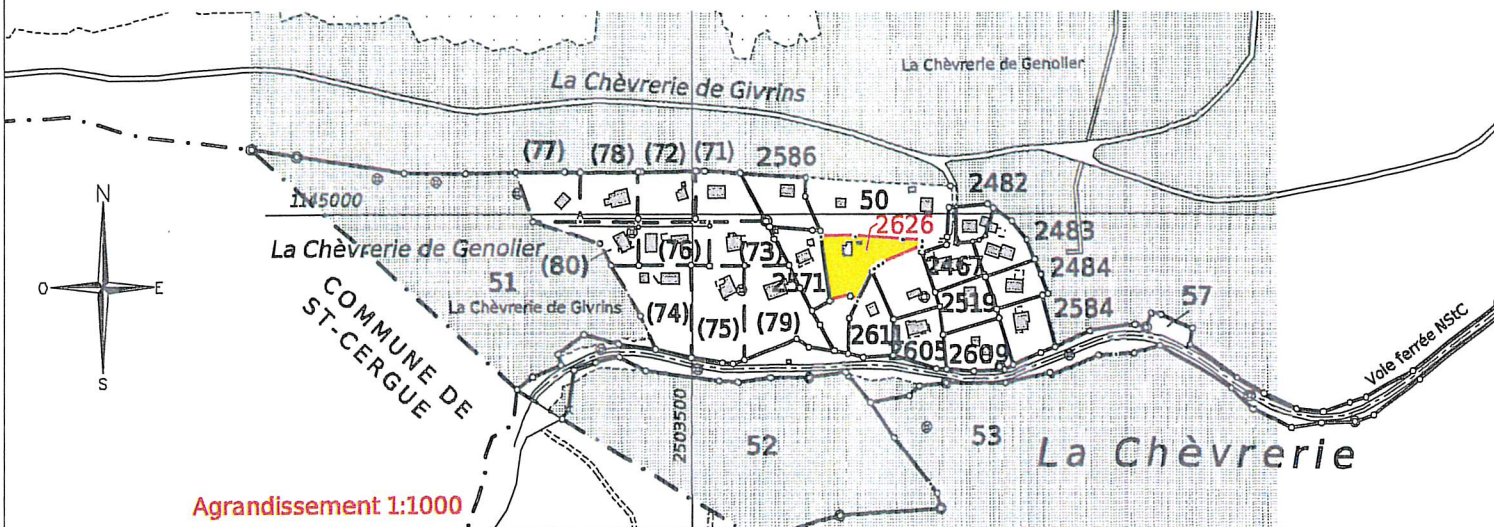 La Chèvrerie de Genolier
La Chèvrerie de Givrins
(77) (78) (72) (71) 2586
2482
N
50
2626
2483
La Chèvrerie de Genolier
(80) (76) (73)
51
2571
2467
2484
O E
La Chèvrerie de Givrins
57
(74) (75) (79)
2519
2584
2611
2605 2609
S
COMMUNE DE
ST-CERGUE
Voie ferrée NStC
2503500
52
53
La Chèvrerie
Agrandissement 1:1000